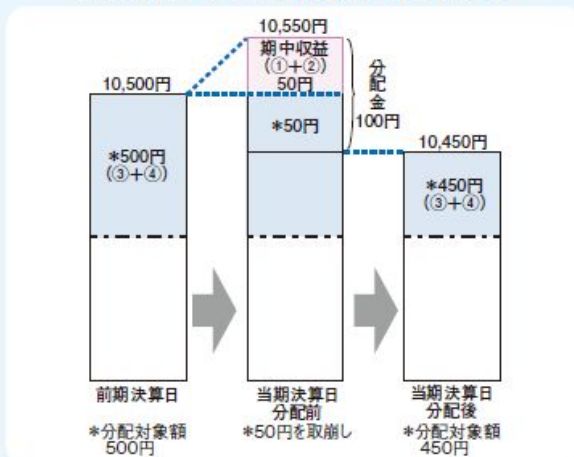 10,550円
期中収益
(①+②)
50円
10,500円
分配金
100円
*50円
10,450円
*500円
(③+④)
*450円
(③+④)
前期決算日
当期決算日
分配前
当期決算日
分配後
*分配対象額
500円
*50円を取崩し
*分配対象額
450円